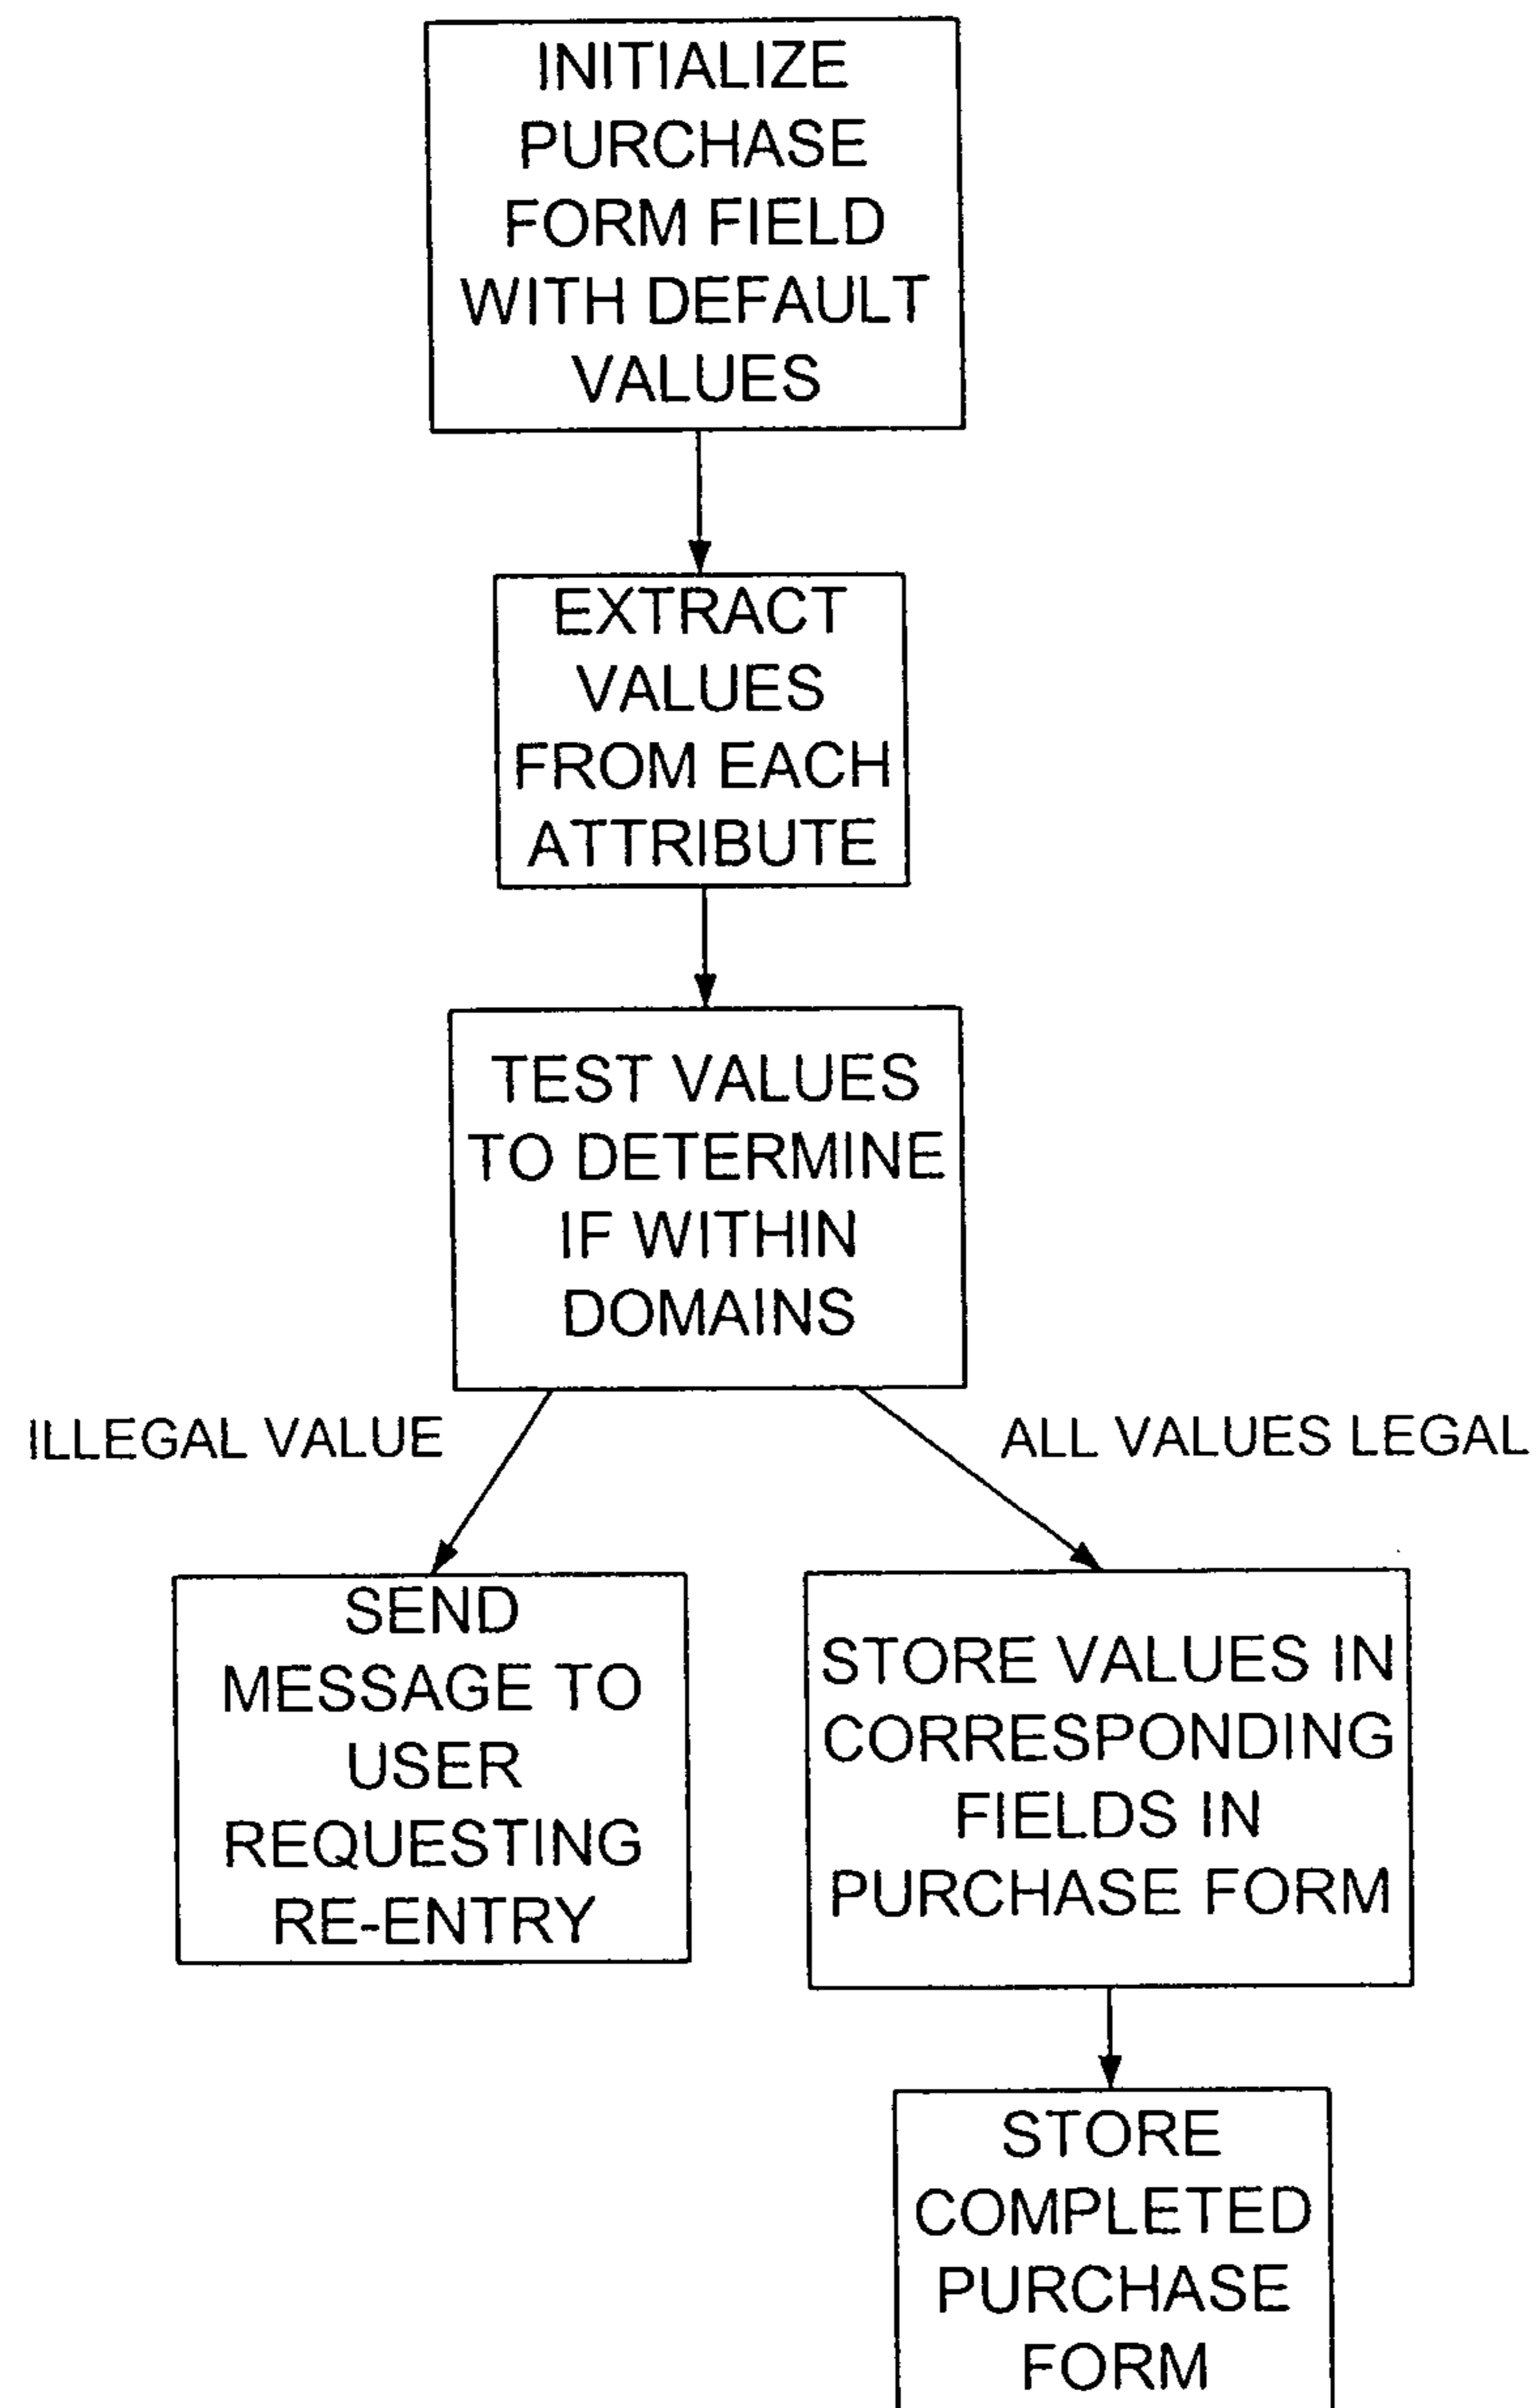 INITIALIZE
PURCHASE
FORM FIELD
WITH DEFAULT
VALUES
EXTRACT
VALUES
FROM EACH
ATTRIBUTE
TEST VALUES
TO DETERMINE
IF WITHIN
DOMAINS
ILLEGAL VALUE
ALL VALUES LEGAL
SEND
MESSAGE TO
USER
REQUESTING
RE-ENTRY
STORE VALUES IN
CORRESPONDING
FIELDS IN
PURCHASE FORM
STORE
COMPLETED
PURCHASE
FORM